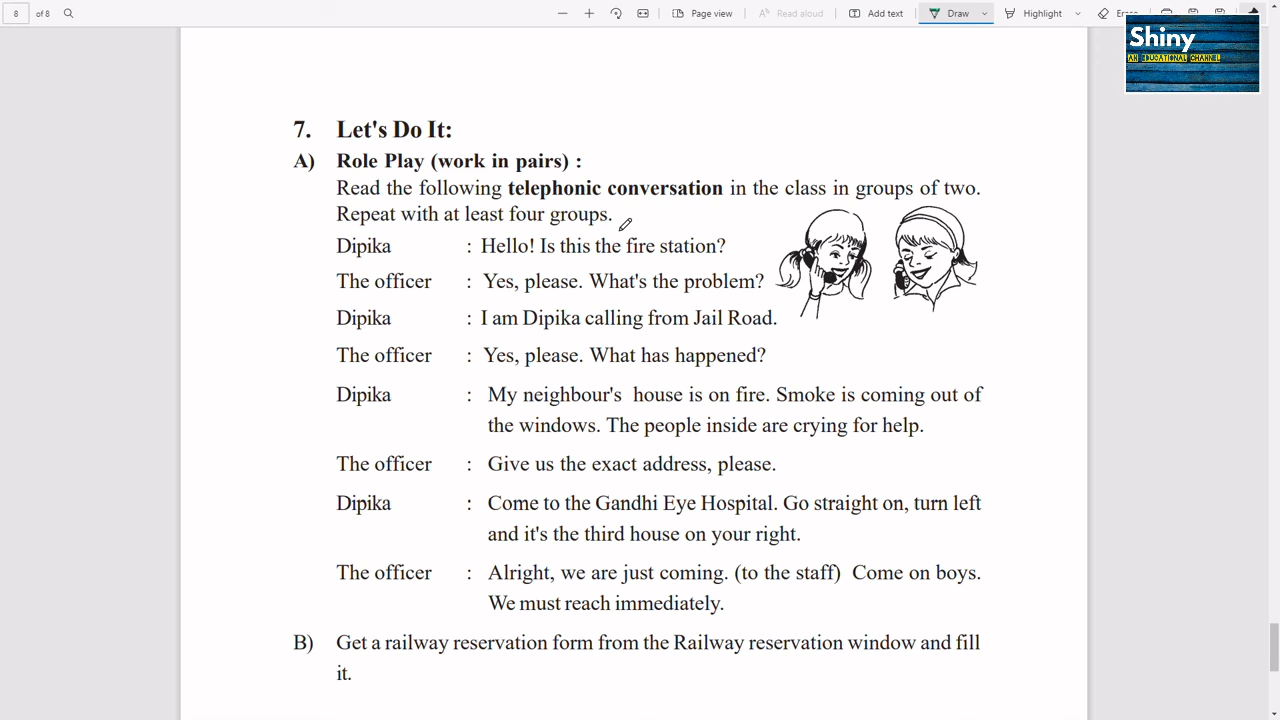 8 of 8 Page view Read aloud Add text Draw Highlight
Shiny
AN EDUCATIONAL CHANNEL
7. Let's Do It:
A) Role Play (work in pairs) :
Read the following telephonic conversation in the class in groups of two.
Repeat with at least four groups.
Dipika : Hello! Is this the fire station?
The officer : Yes, please. What's the problem?
Dipika : I am Dipika calling from Jail Road.
The officer : Yes, please. What has happened?
Dipika : My neighbour's house is on fire. Smoke is coming out of
the windows. The people inside are crying for help.
The officer : Give us the exact address, please.
Dipika : Come to the Gandhi Eye Hospital. Go straight on, turn left
and it's the third house on your right.
The officer : Alright, we are just coming. (to the staff) Come on boys.
We must reach immediately.
B) Get a railway reservation form from the Railway reservation window and fill
it.